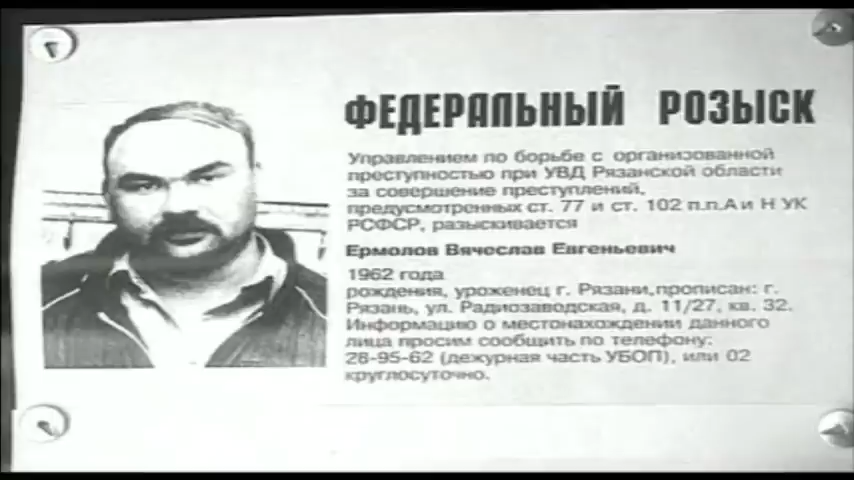 ФЕДЕРАЛЬНЫЙ РОЗЫСК
Управлением по борьбе с организованной
преступностью при УВД Рязанской области
за совершение преступлений,
предусмотренных ст. 77 и ст. 102 п.п.А и Н УК
РСФСР, разыскивается
Ермолов Вячеслав Евгеньевич
1962 года
рождения, уроженец г. Рязани,прописан: г.
Рязань, ул. Радиозаводская, д. 11/27, кв. 32.
Информацию о местонахождении данного
лица просим сообщить по телефону:
28-95-62 (дежурная часть УБОП), или 02
круглосуточно.